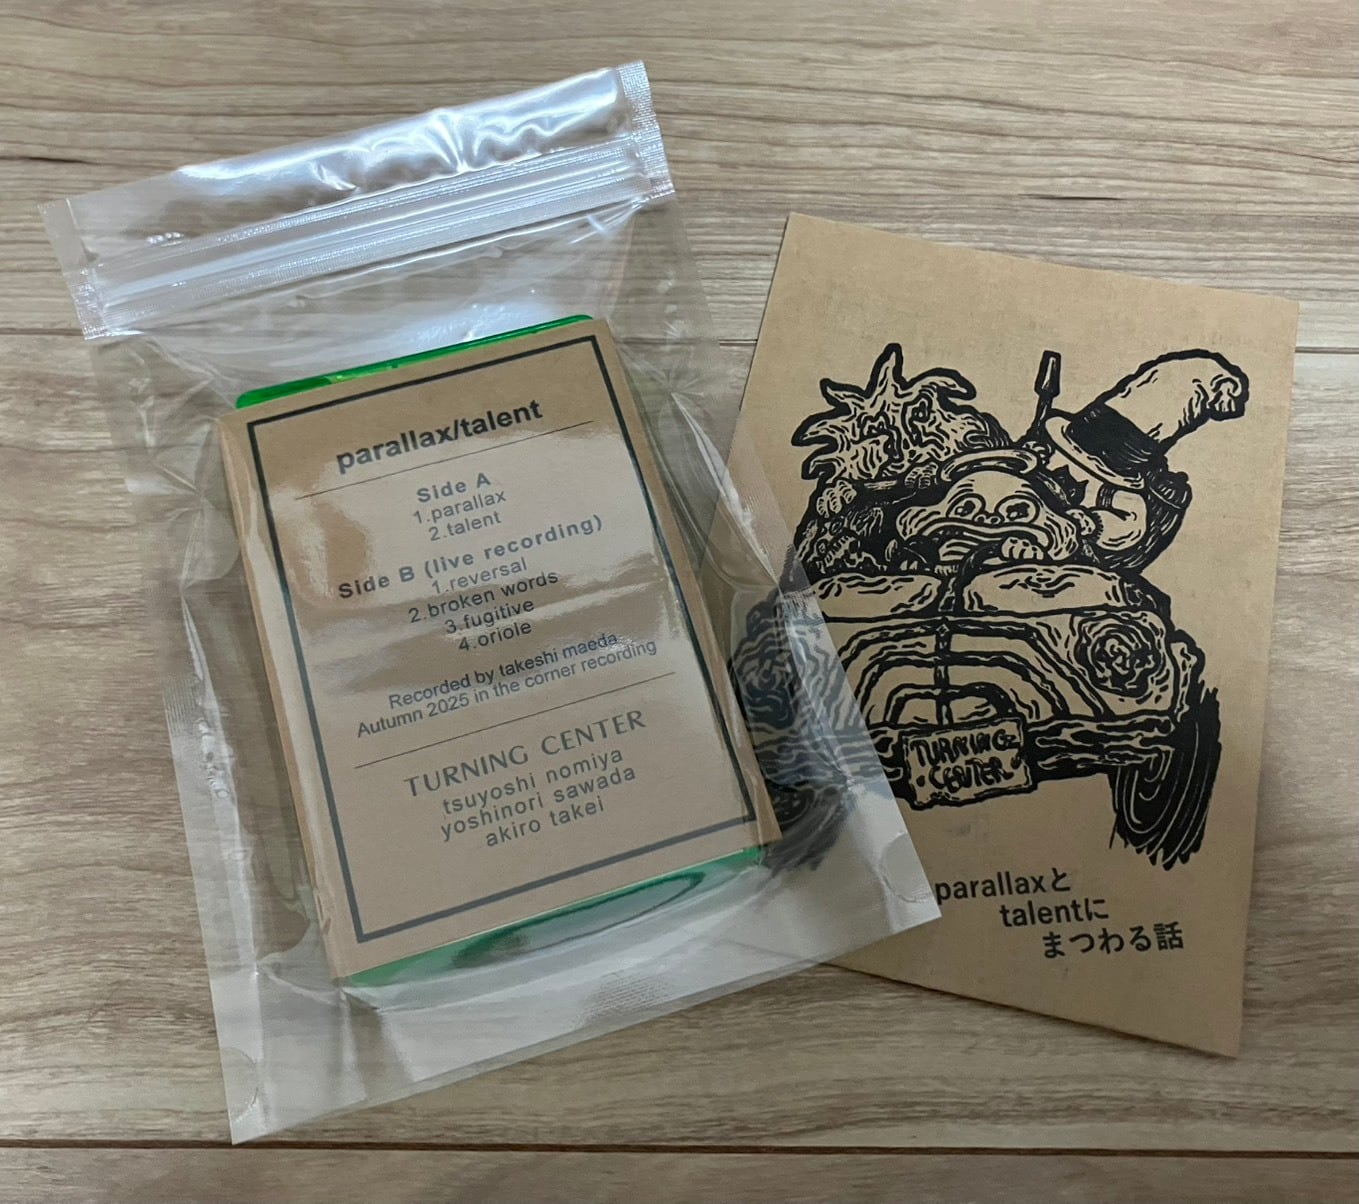 parallax/talent
Side A
1.parallax
2.talent
Side B (live recording)
1.reversal
2.broken words
3.fugitive
4.oriole
Recorded by takeshi maeda
Autumn 2025 in the corner recording
TURNING CENTER
tsuyoshi nomiya
yoshinori sawada
akiro takei
TURNING
CENTER
parallaxと
talentに
まつわる話